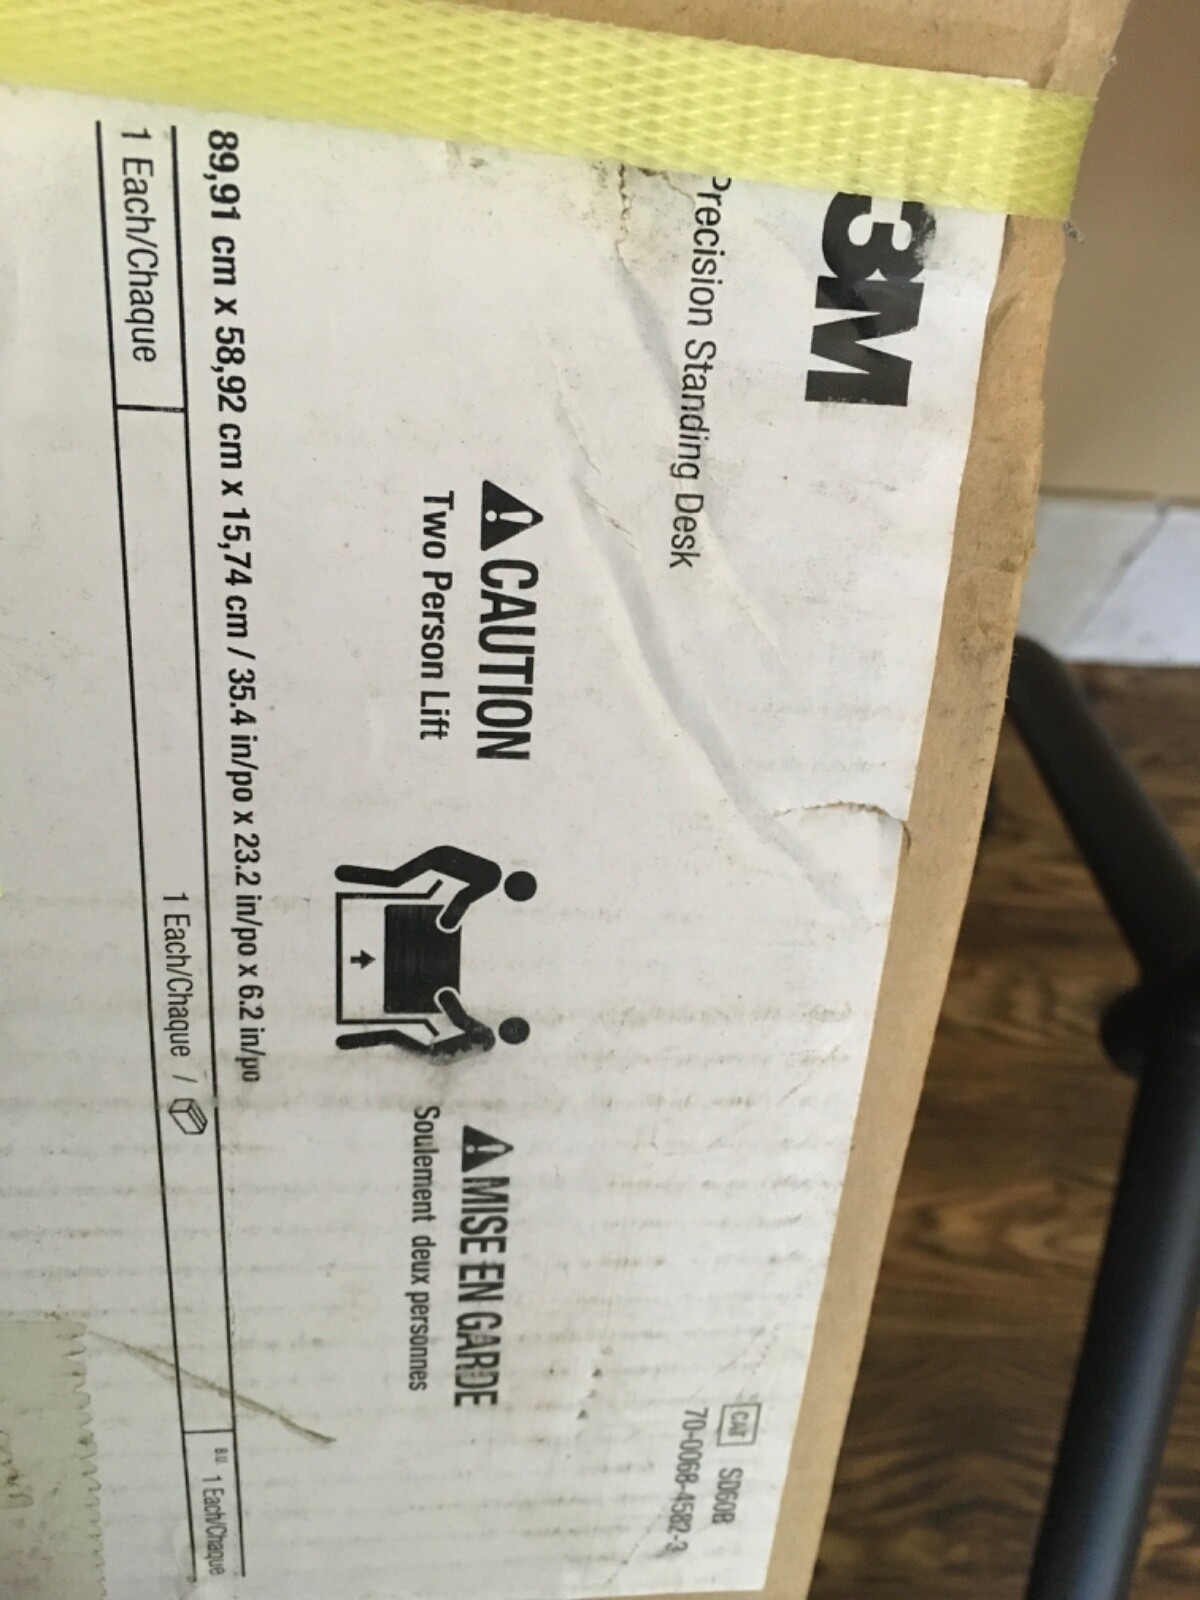 3M
Precision Standing Desk
CAT SD60B
70-0068-4582-3
CAUTION
Two Person Lift
MISE EN GARDE
Soulement deux personnes
89,91 cm x 58,92 cm x 15,74 cm / 35.4 in/po x 23.2 in/po x 6.2 in/po
1 Each/Chaque
1 Each/Chaque /
B.U. 1 Each/Chaque